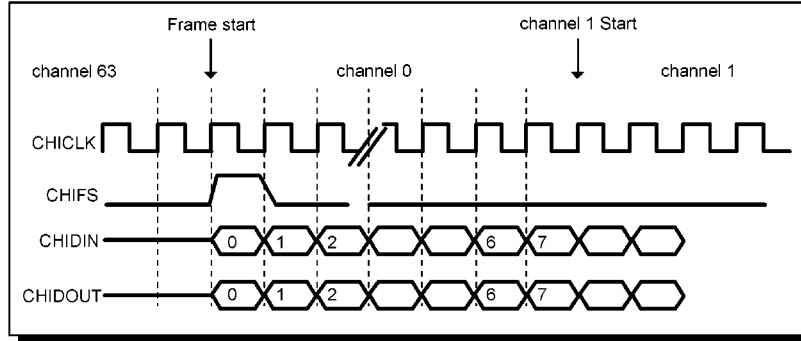 Frame start
channel 1 Start
channel 63
channel 0
channel 1
CHICLK
CHIFS
CHIDIN
0 1 2 6 7
CHIDOUT
0 1 2 6 7